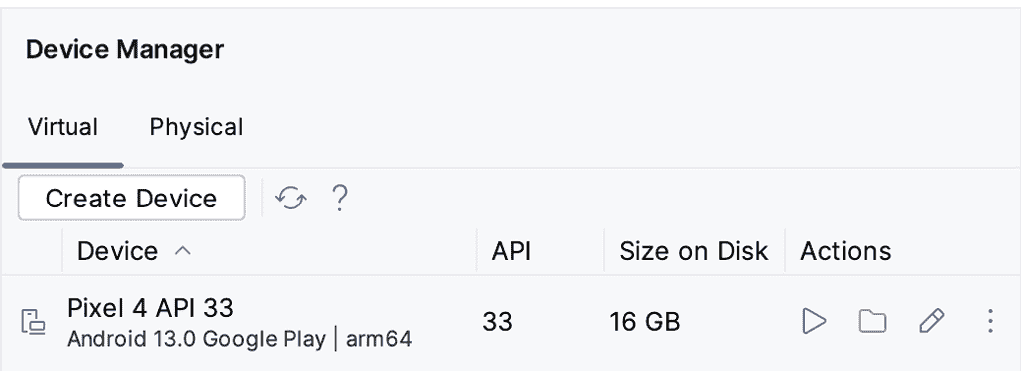 Device Manager
Virtual Physical
Create Device ?
Device API Size on Disk Actions
Pixel 4 API 33 33 16 GB
Android 13.0 Google Play | arm64